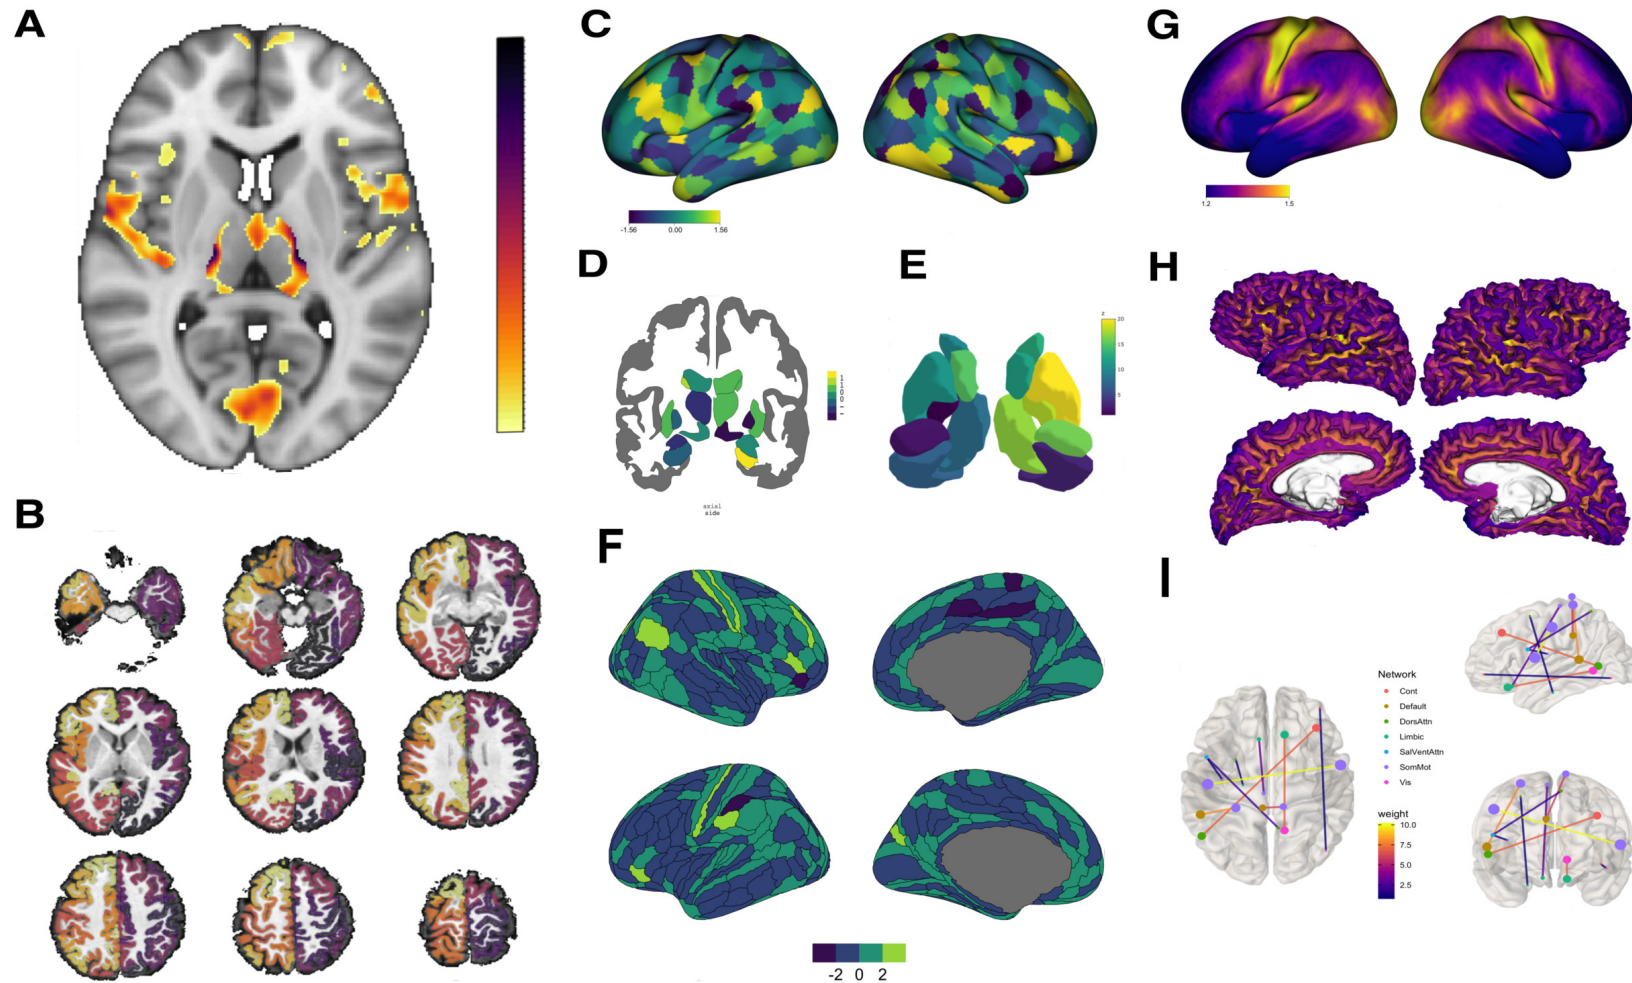 A
B
C
-1.56 0.00 1.56
D
axial
side
E
z
20
15
10
5
F
-2 0 2
G
1.2 1.5
H
I
Network
Cont
Default
DorsAttn
Limbic
SalVentAttn
SomMot
Vis
weight
10.0
7.5
5.0
2.5